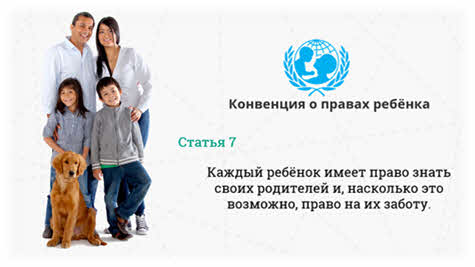 Конвенция о правах ребёнка
Статья 7
Каждый ребёнок имеет право знать
своих родителей и, насколько это
возможно, право на их заботу.